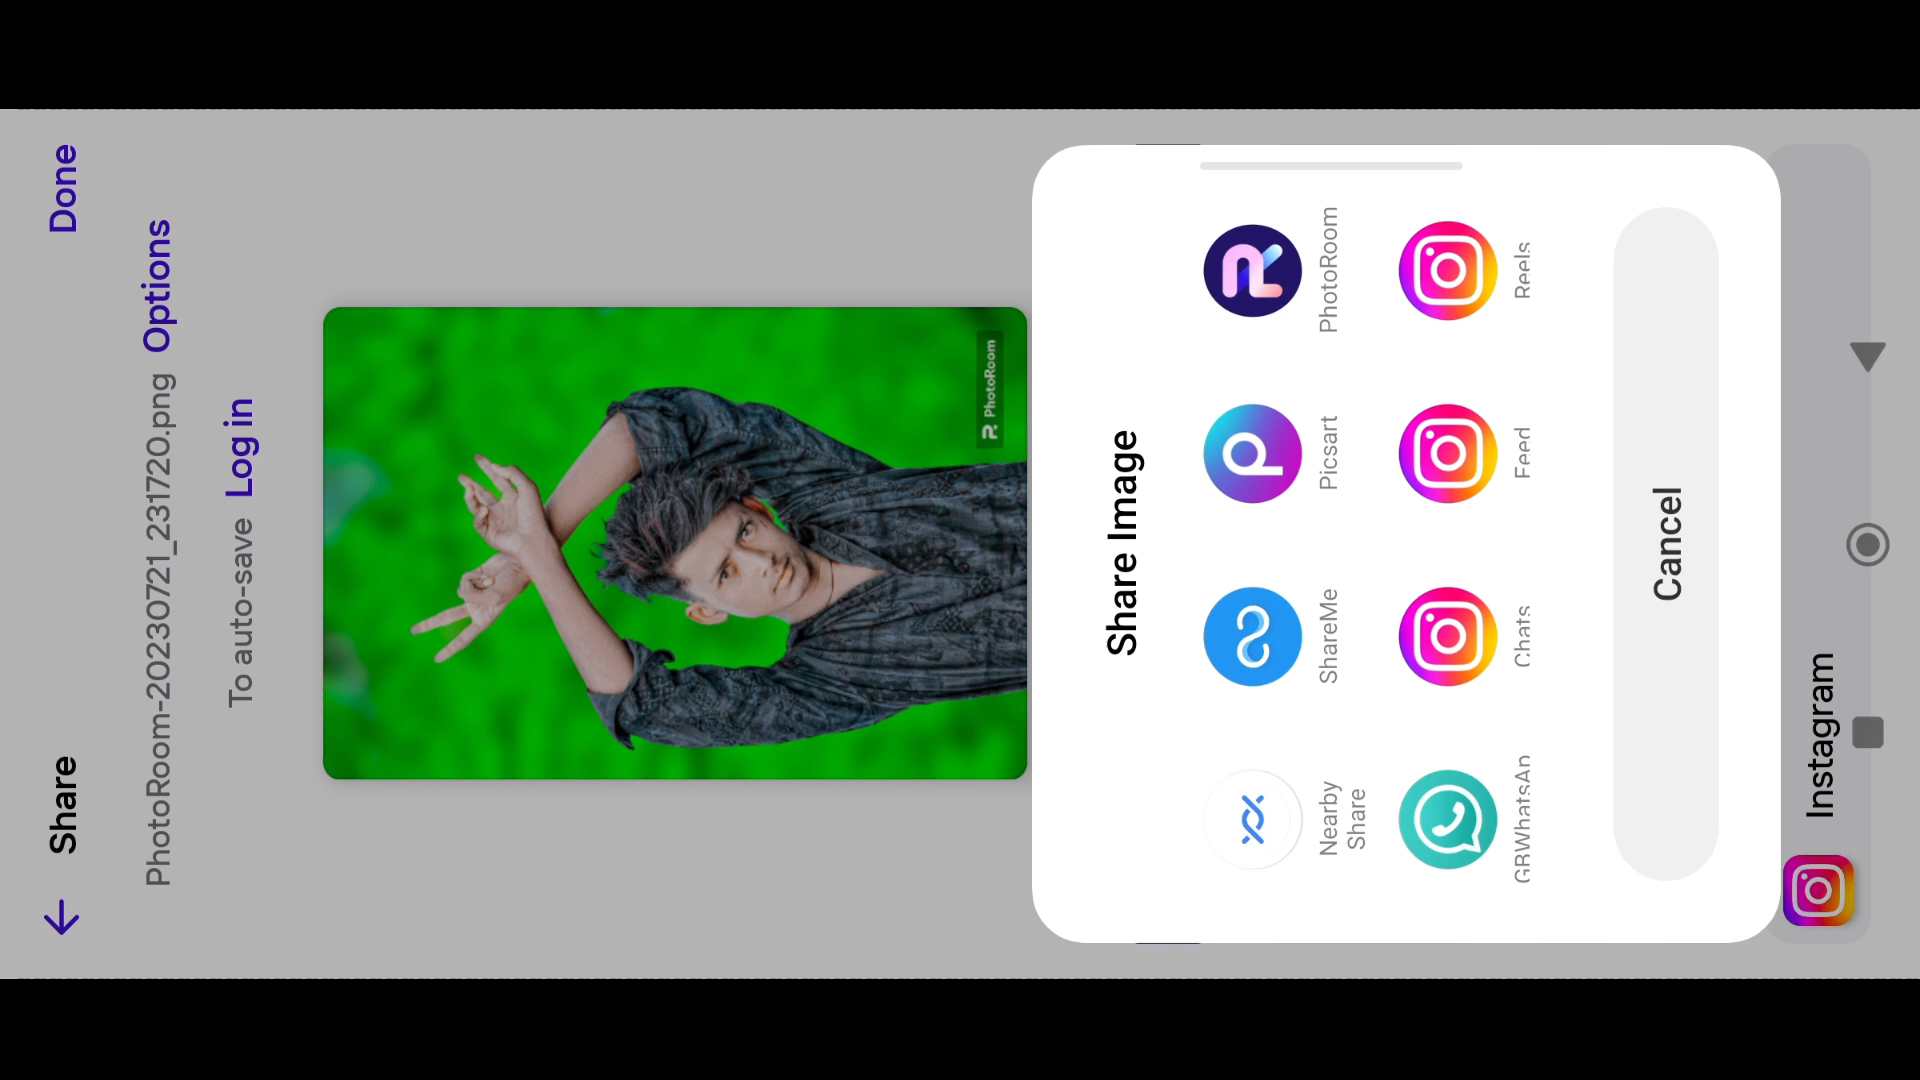 Share
Done
PhotoRoom-20230721_231720.png Options
To auto-save Log in
PhotoRoom
Share Image
Nearby Share
ShareMe
Picsart
PhotoRoom
GBWhatsAp
Chats
Feed
Reels
Cancel
Instagram